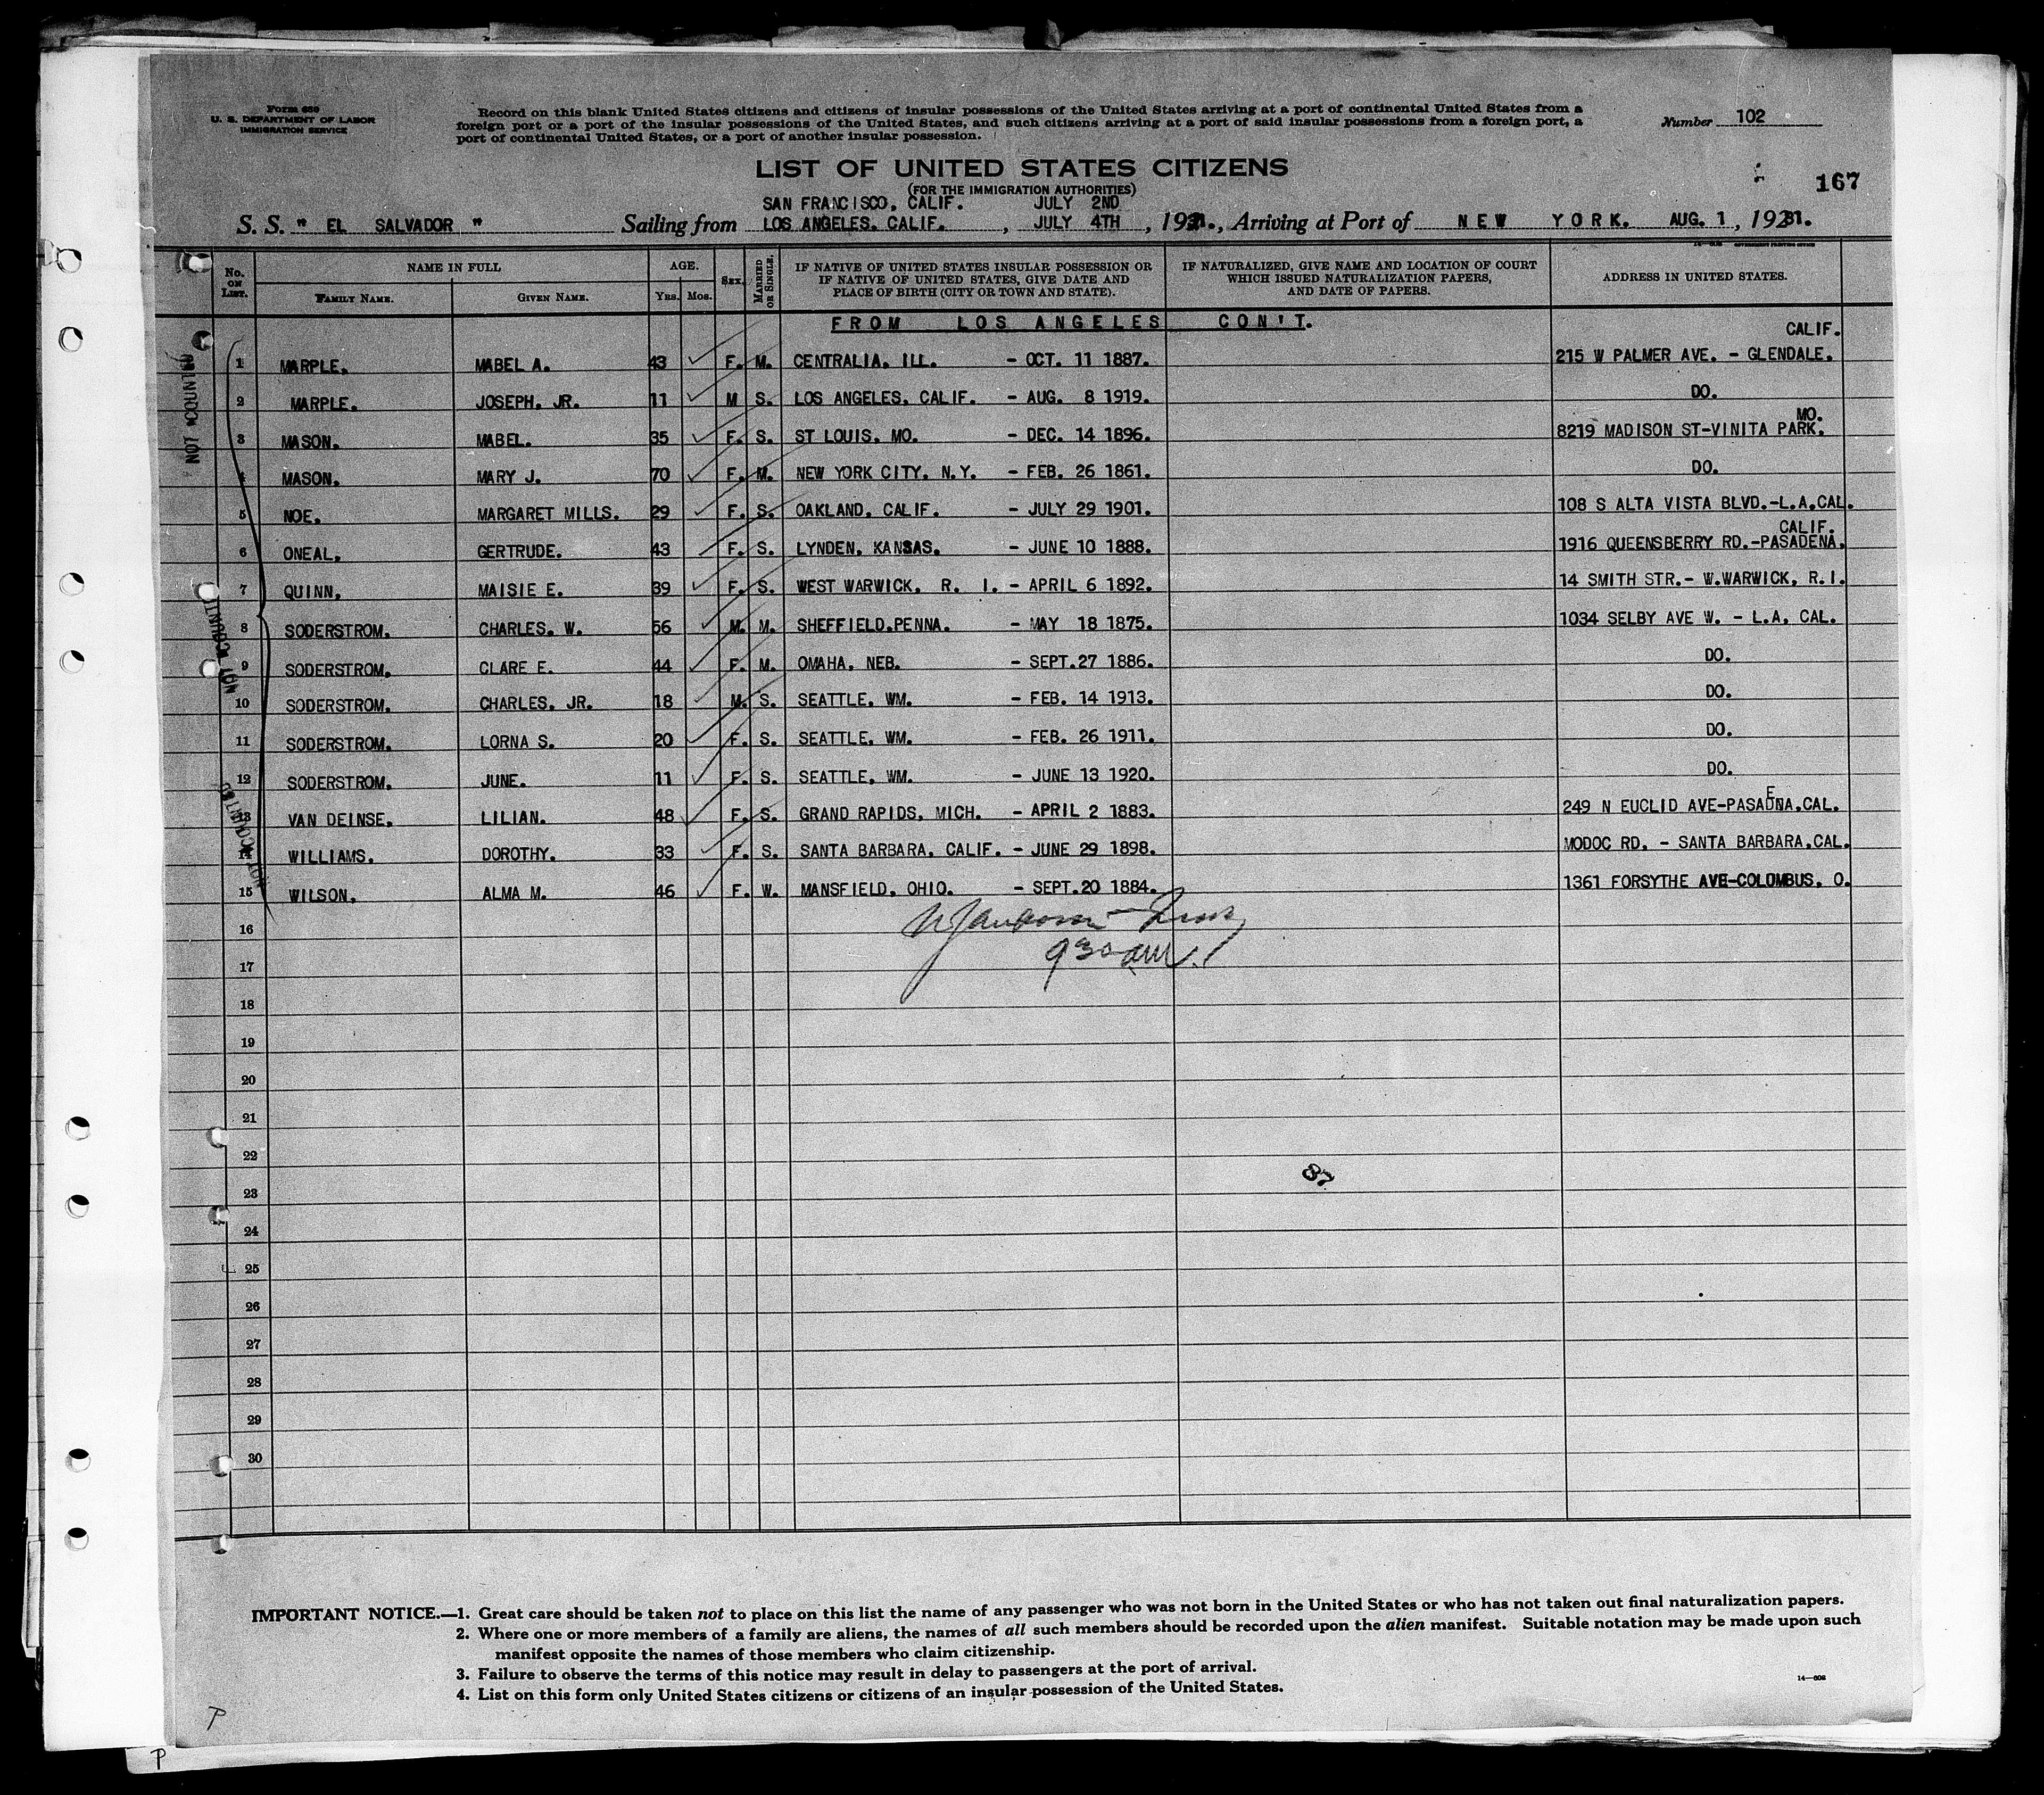 Form 630
U. S. DEPARTMENT OF LABOR
IMMIGRATION SERVICE
Record on this blank United States citizens and citizens of insular possessions of the United States arriving at a port of continental United States from a
foreign port or a port of the insular possessions of the United States, and such citizens arriving at a port of said insular possessions from a foreign port, a
port of continental United States, or a port of another insular possession.
Number 102
LIST OF UNITED STATES CITIZENS
(FOR THE IMMIGRATION AUTHORITIES)
167
SAN FRANCISCO, CALIF. JULY 2ND
S. S. " EL SALVADOR " Sailing from LOS ANGELES, CALIF. , JULY 4TH , 1931., Arriving at Port of NEW YORK. AUG. 1 , 1931.
No. ON LIST. NAME IN FULL AGE. SEX. MARRIED OR SINGLE. IF NATIVE OF UNITED STATES INSULAR POSSESSION OR IF NATIVE OF UNITED STATES, GIVE DATE AND PLACE OF BIRTH (CITY OR TOWN AND STATE). IF NATURALIZED, GIVE NAME AND LOCATION OF COURT WHICH ISSUED NATURALIZATION PAPERS, AND DATE OF PAPERS. ADDRESS IN UNITED STATES.
FAMILY NAME. GIVEN NAME. YRS. MOS.
FROM LOS ANGELES CON'T.
CALIF.
1 MARPLE. MABEL A. 43 F. M. CENTRALIA, ILL. - OCT. 11 1887. 215 W PALMER AVE. - GLENDALE.
2 MARPLE. JOSEPH. JR. 11 M S. LOS ANGELES, CALIF. - AUG. 8 1919. DO.
MO.
3 MASON. MABEL. 35 F. S. ST LOUIS, MO. - DEC. 14 1896. 8219 MADISON ST-VINITA PARK.
4 MASON. MARY J. 70 F. M. NEW YORK CITY, N.Y. - FEB. 26 1861. DO.
5 NOE. MARGARET MILLS. 29 F. S. OAKLAND, CALIF. - JULY 29 1901. 108 S ALTA VISTA BLVD.-L.A.CAL.
CALIF.
6 ONEAL. GERTRUDE. 43 F. S. LYNDEN, KANSAS. - JUNE 10 1888. 1916 QUEENSBERRY RD.-PASADENA.
7 QUINN. MAISIE E. 39 F. S. WEST WARWICK, R. I. - APRIL 6 1892. 14 SMITH STR.- W.WARWICK, R.I.
8 SODERSTROM. CHARLES. W. 56 M. M. SHEFFIELD.PENNA. - MAY 18 1875. 1034 SELBY AVE W. - L.A, CAL.
9 SODERSTROM. CLARE E. 44 F. M. OMAHA, NEB. - SEPT.27 1886. DO.
10 SODERSTROM. CHARLES. JR. 18 M. S. SEATTLE, WM. - FEB. 14 1913. DO.
11 SODERSTROM. LORNA S. 20 F. S. SEATTLE, WM. - FEB. 26 1911. DO.
12 SODERSTROM. JUNE. 11 F. S. SEATTLE, WM. - JUNE 13 1920. DO.
E
13 VAN DEINSE. LILIAN. 48 F. S. GRAND RAPIDS, MICH. - APRIL 2 1883. 249 N EUCLID AVE-PASADNA.CAL.
14 WILLIAMS. DOROTHY. 33 F. S. SANTA BARBARA, CALIF. - JUNE 29 1898. MODOC RD. - SANTA BARBARA.CAL.
15 WILSON. ALMA M. 46 F. W. MANSFIELD, OHIO. - SEPT.20 1884. 1361 FORSYTHE AVE-COLOMBUS, O.
NOT COUNTED
NOT COUNTED
NOT COUNTED
16
930 am.
17
18
19
20
21
22
87
23
24
25
26
27
28
29
30
IMPORTANT NOTICE.—1. Great care should be taken not to place on this list the name of any passenger who was not born in the United States or who has not taken out final naturalization papers.
2. Where one or more members of a family are aliens, the names of all such members should be recorded upon the alien manifest. Suitable notation may be made upon such
manifest opposite the names of those members who claim citizenship.
3. Failure to observe the terms of this notice may result in delay to passengers at the port of arrival.
4. List on this form only United States citizens or citizens of an insular possession of the United States.
P
P